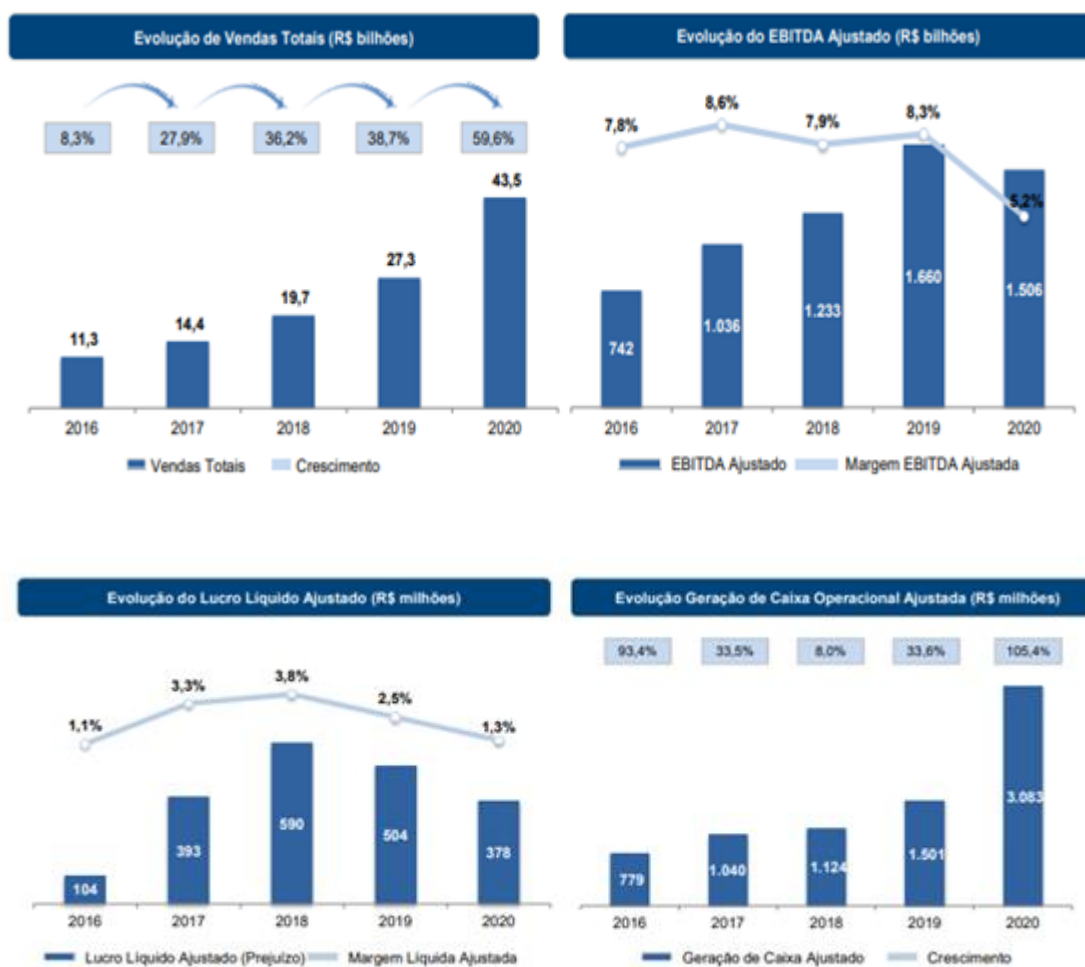 Evolução de Vendas Totais (R$ bilhões)
8,3% 27,9% 36,2% 38,7% 59,6%
11,3 14,4 19,7 27,3 43,5
2016 2017 2018 2019 2020
Vendas Totais Crescimento
Evolução do EBITDA Ajustado (R$ bilhões)
7,8% 8,6% 7,9% 8,3% 5,2%
742 1.036 1.233 1.660 1.506
2016 2017 2018 2019 2020
EBITDA Ajustado Margem EBITDA Ajustada
Evolução do Lucro Líquido Ajustado (R$ milhões)
1,1% 3,3% 3,8% 2,5% 1,3%
104 393 590 504 378
2016 2017 2018 2019 2020
Lucro Líquido Ajustado (Prejuízo) Margem Líquida Ajustada
Evolução Geração de Caixa Operacional Ajustada (R$ milhões)
93,4% 33,5% 8,0% 33,6% 105,4%
779 1.040 1.124 1.501 3.083
2016 2017 2018 2019 2020
Geração de Caixa Ajustado Crescimento